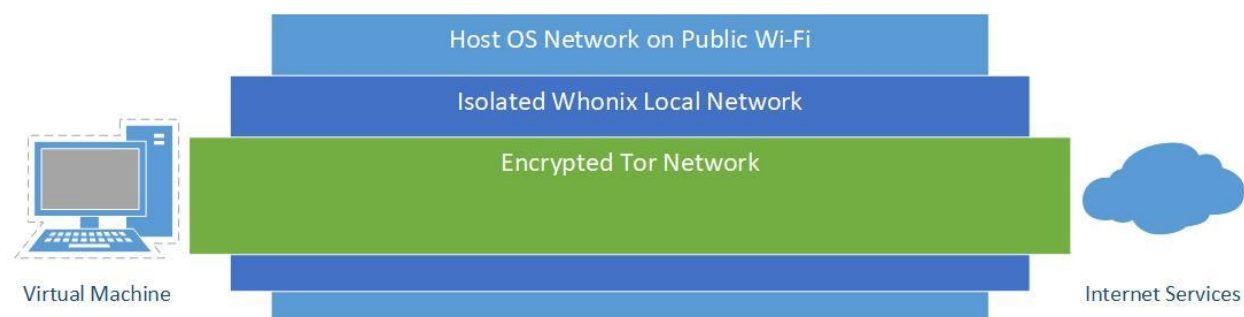 Host OS Network on Public Wi-Fi
Isolated Whonix Local Network
Encrypted Tor Network
Virtual Machine
Internet Services